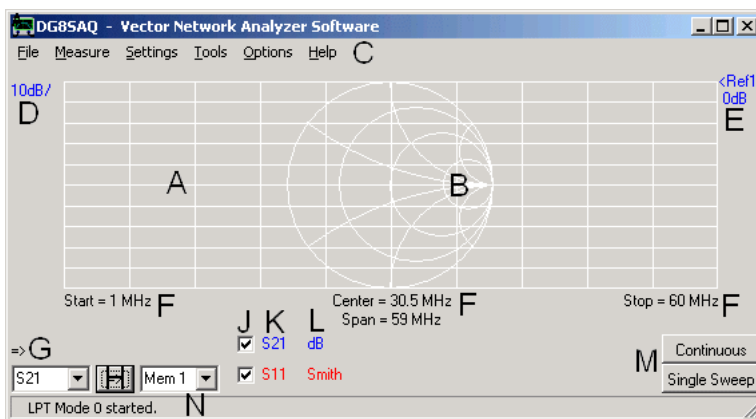 DG8SAQ - Vector Network Analyzer Software
File Measure Settings Tools Options Help C
10dB/ <Ref1
D 0dB
E
A B
Start = 1 MHz F Center = 30.5 MHz F Stop = 60 MHz F
Span = 59 MHz
J K L
=> G S21 dB
M Continuous
S21 Mem 1 S11 Smith Single Sweep
LPT Mode 0 started. N